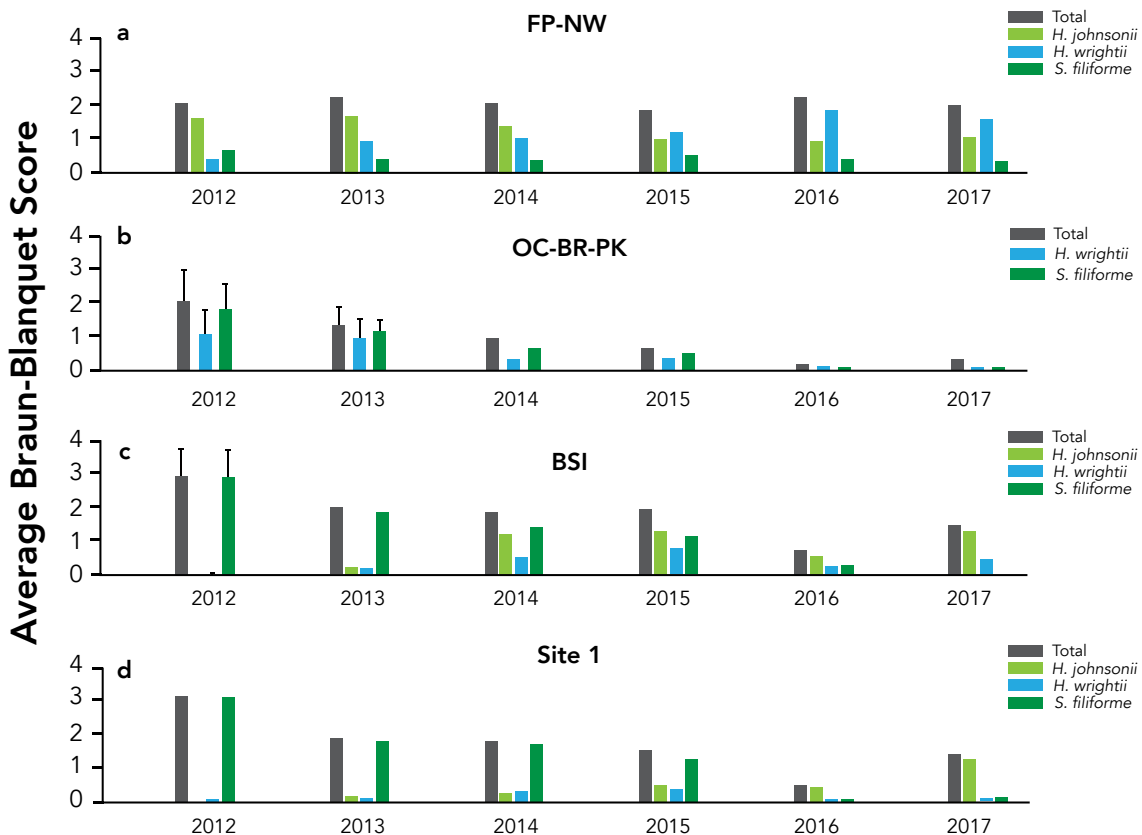 Average Braun-Blanquet Score
a
FP-NW
Total
H. johnsonii
H. wrightii
S. filiforme
4
3
2
1
0
2012 2013 2014 2015 2016 2017
b
OC-BR-PK
Total
H. wrightii
S. filiforme
4
3
2
1
0
2012 2013 2014 2015 2016 2017
c
BSI
Total
H. johnsonii
H. wrightii
S. filiforme
4
3
2
1
0
2012 2013 2014 2015 2016 2017
d
Site 1
Total
H. johnsonii
H. wrightii
S. filiforme
4
3
2
1
0
2012 2013 2014 2015 2016 2017